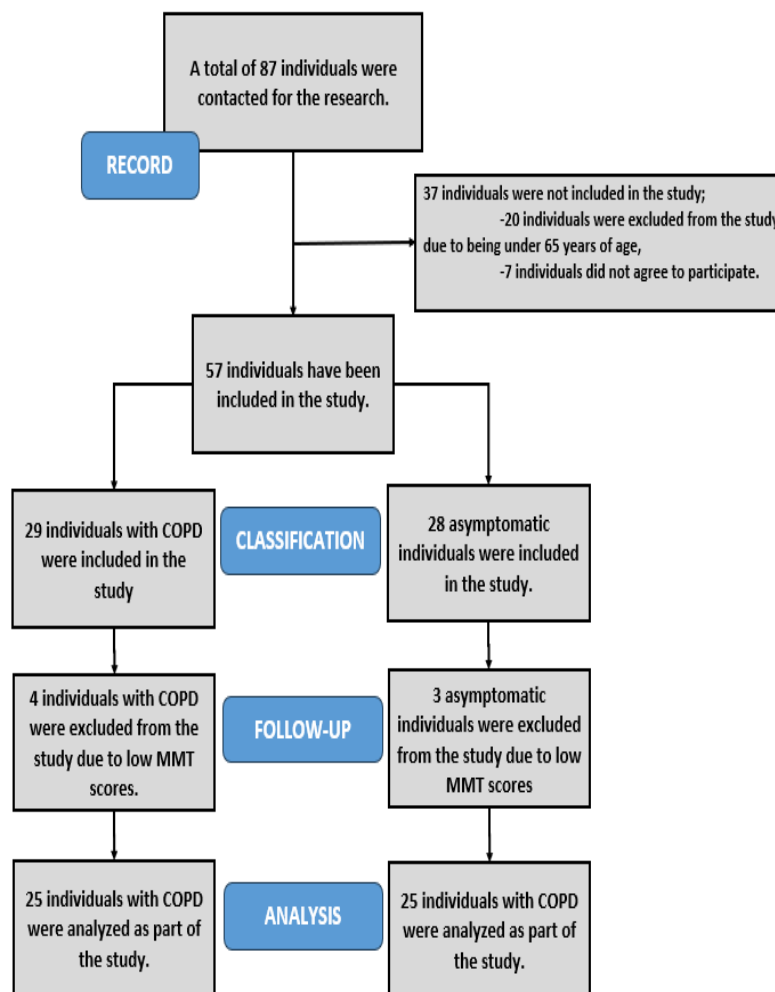 A total of 87 individuals were
contacted for the research.
RECORD
37 individuals were not included in the study;
-20 individuals were excluded from the study
due to being under 65 years of age,
-7 individuals did not agree to participate.
57 individuals have been
included in the study.
29 individuals with COPD
were included in the
study
CLASSIFICATION
28 asymptomatic
individuals were included
in the study.
4 individuals with COPD
were excluded from the
study due to low MMT
scores.
FOLLOW-UP
3 asymptomatic
individuals were excluded
from the study due to low
MMT scores
25 individuals with COPD
were analyzed as part of
the study.
ANALYSIS
25 individuals with COPD
were analyzed as part of
the study.